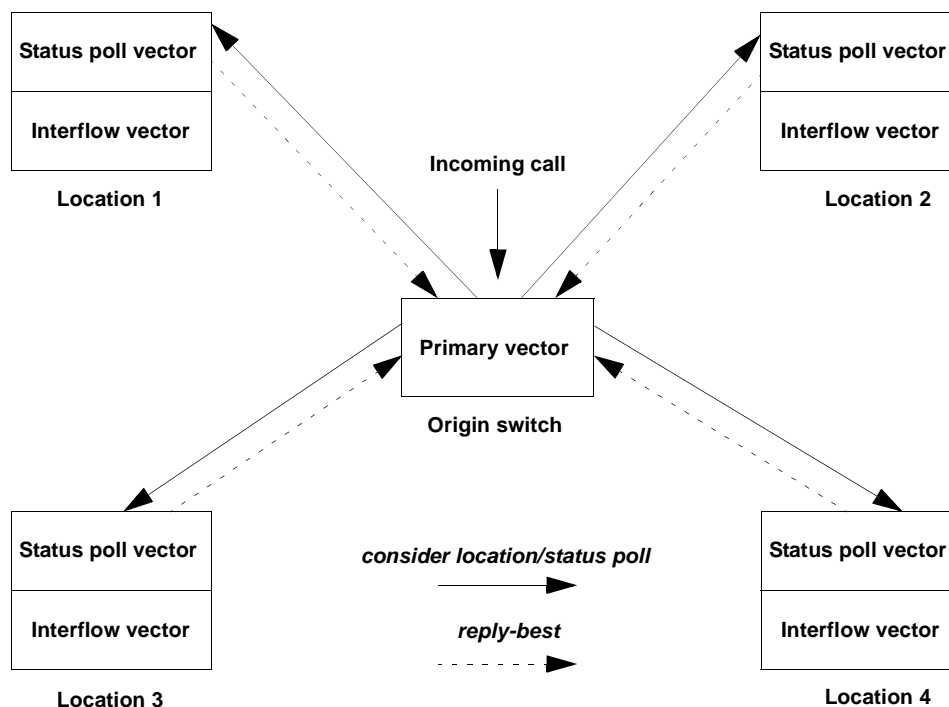 Status poll vector
Interflow vector
Location 1
Status poll vector
Interflow vector
Location 2
Incoming call
Primary vector
Origin switch
Status poll vector
Interflow vector
Location 3
consider location/status poll
reply-best
Status poll vector
Interflow vector
Location 4